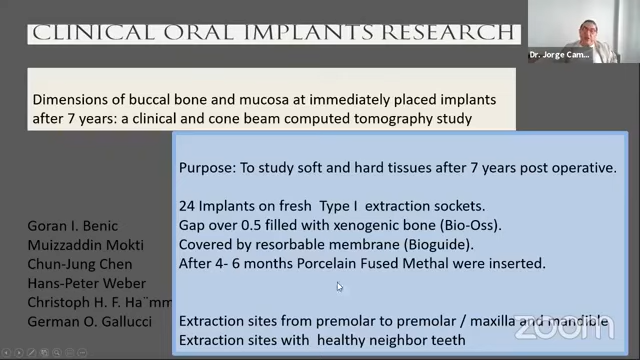 CLINICAL ORAL IMPLANTS RESEARCH
Dr. Jorge Cam...
Dimensions of buccal bone and mucosa at immediately placed implants
after 7 years: a clinical and cone beam computed tomography study
Purpose: To study soft and hard tissues after 7 years post operative.
24 Implants on fresh Type I extraction sockets.
Gap over 0.5 filled with xenogenic bone (Bio-Oss).
Covered by resorbable membrane (Bioguide).
After 4- 6 months Porcelain Fused Methal were inserted.
Extraction sites from premolar to premolar / maxilla and mandible
Extraction sites with healthy neighbor teeth
Goran I. Benic
Muizzaddin Mokti
Chun-Jung Chen
Hans-Peter Weber
Christoph H. F. Ha¨mm
German O. Gallucci
zoom